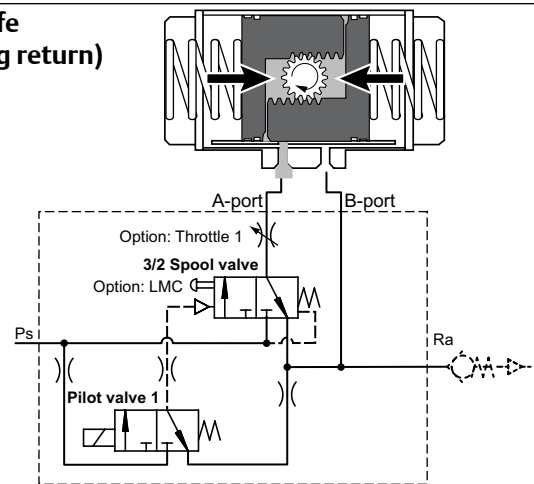 fe
g return)
A-port
B-port
Option: Throttle 1
3/2 Spool valve
Option: LMC
Ps
Ra
Pilot valve 1